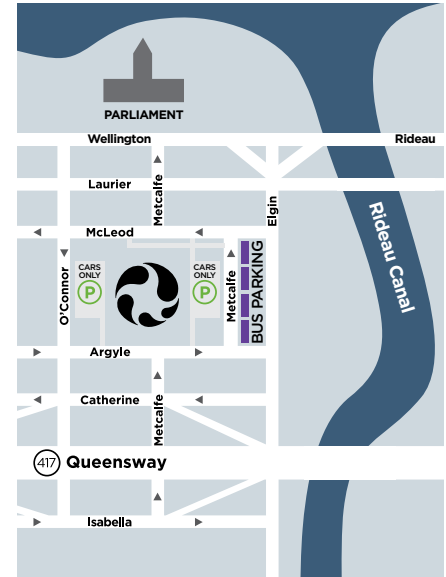 PARLIAMENT
Wellington
Rideau
Laurier
Metcalfe
Elgin
Rideau Canal
McLeod
O'Connor
CARS
ONLY
P
CARS
ONLY
P
Metcalfe
BUS PARKING
Argyle
Catherine
Metcalfe
417 Queensway
Isabella